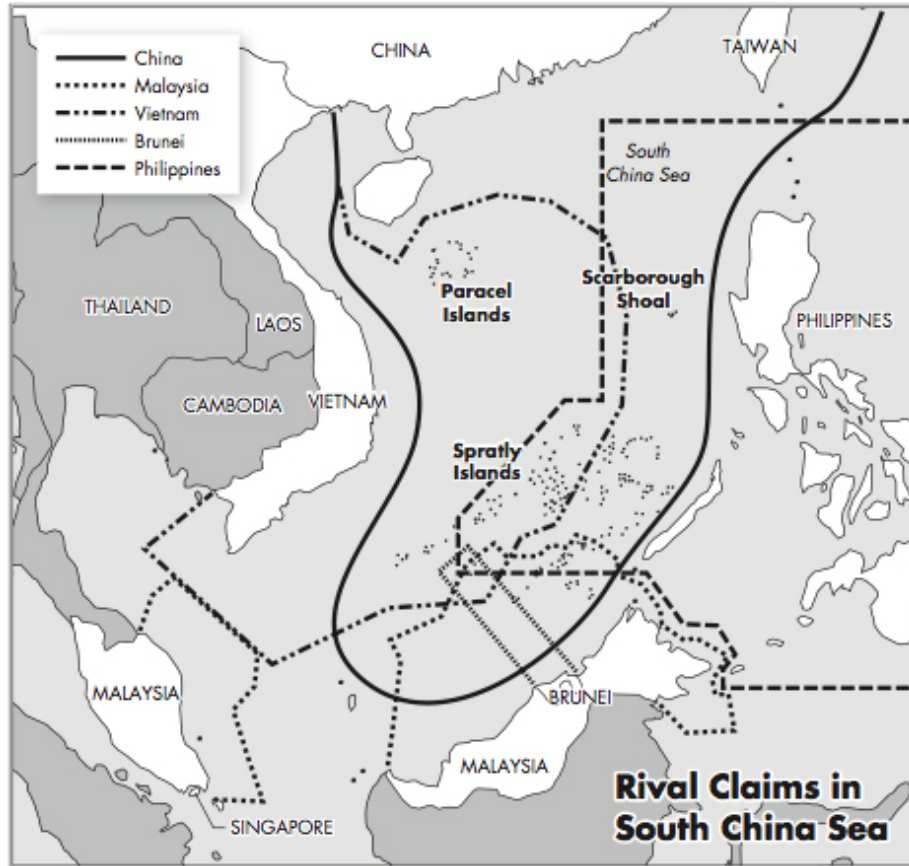 China
Malaysia
Vietnam
Brunei
Philippines
CHINA
TAIWAN
South
China Sea
Paracel
Islands
Scarborough
Shoal
THAILAND
LAOS
PHILIPPINES
CAMBODIA
VIETNAM
Spratly
Islands
MALAYSIA
BRUNEI
MALAYSIA
SINGAPORE
Rival Claims in
South China Sea